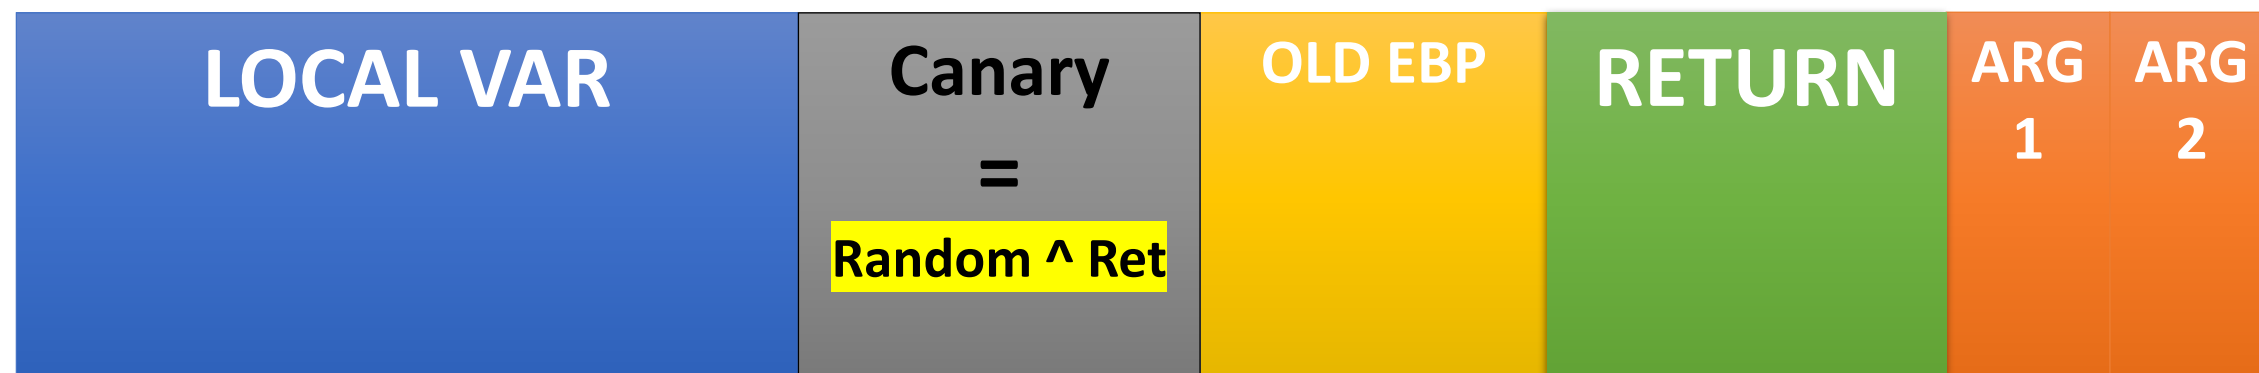 LOCAL VAR
Canary
=
Random ^ Ret
OLD EBP
RETURN
ARG
1
ARG
2